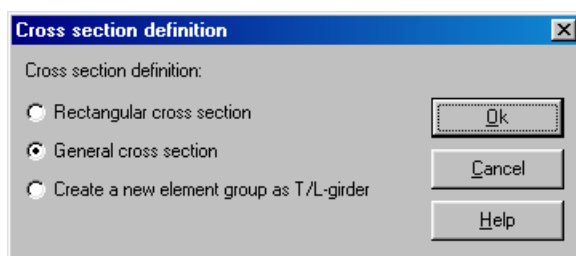 Cross section definition
Cross section definition:
Rectangular cross section
General cross section
Create a new element group as T/L-girder
Ok
Cancel
Help